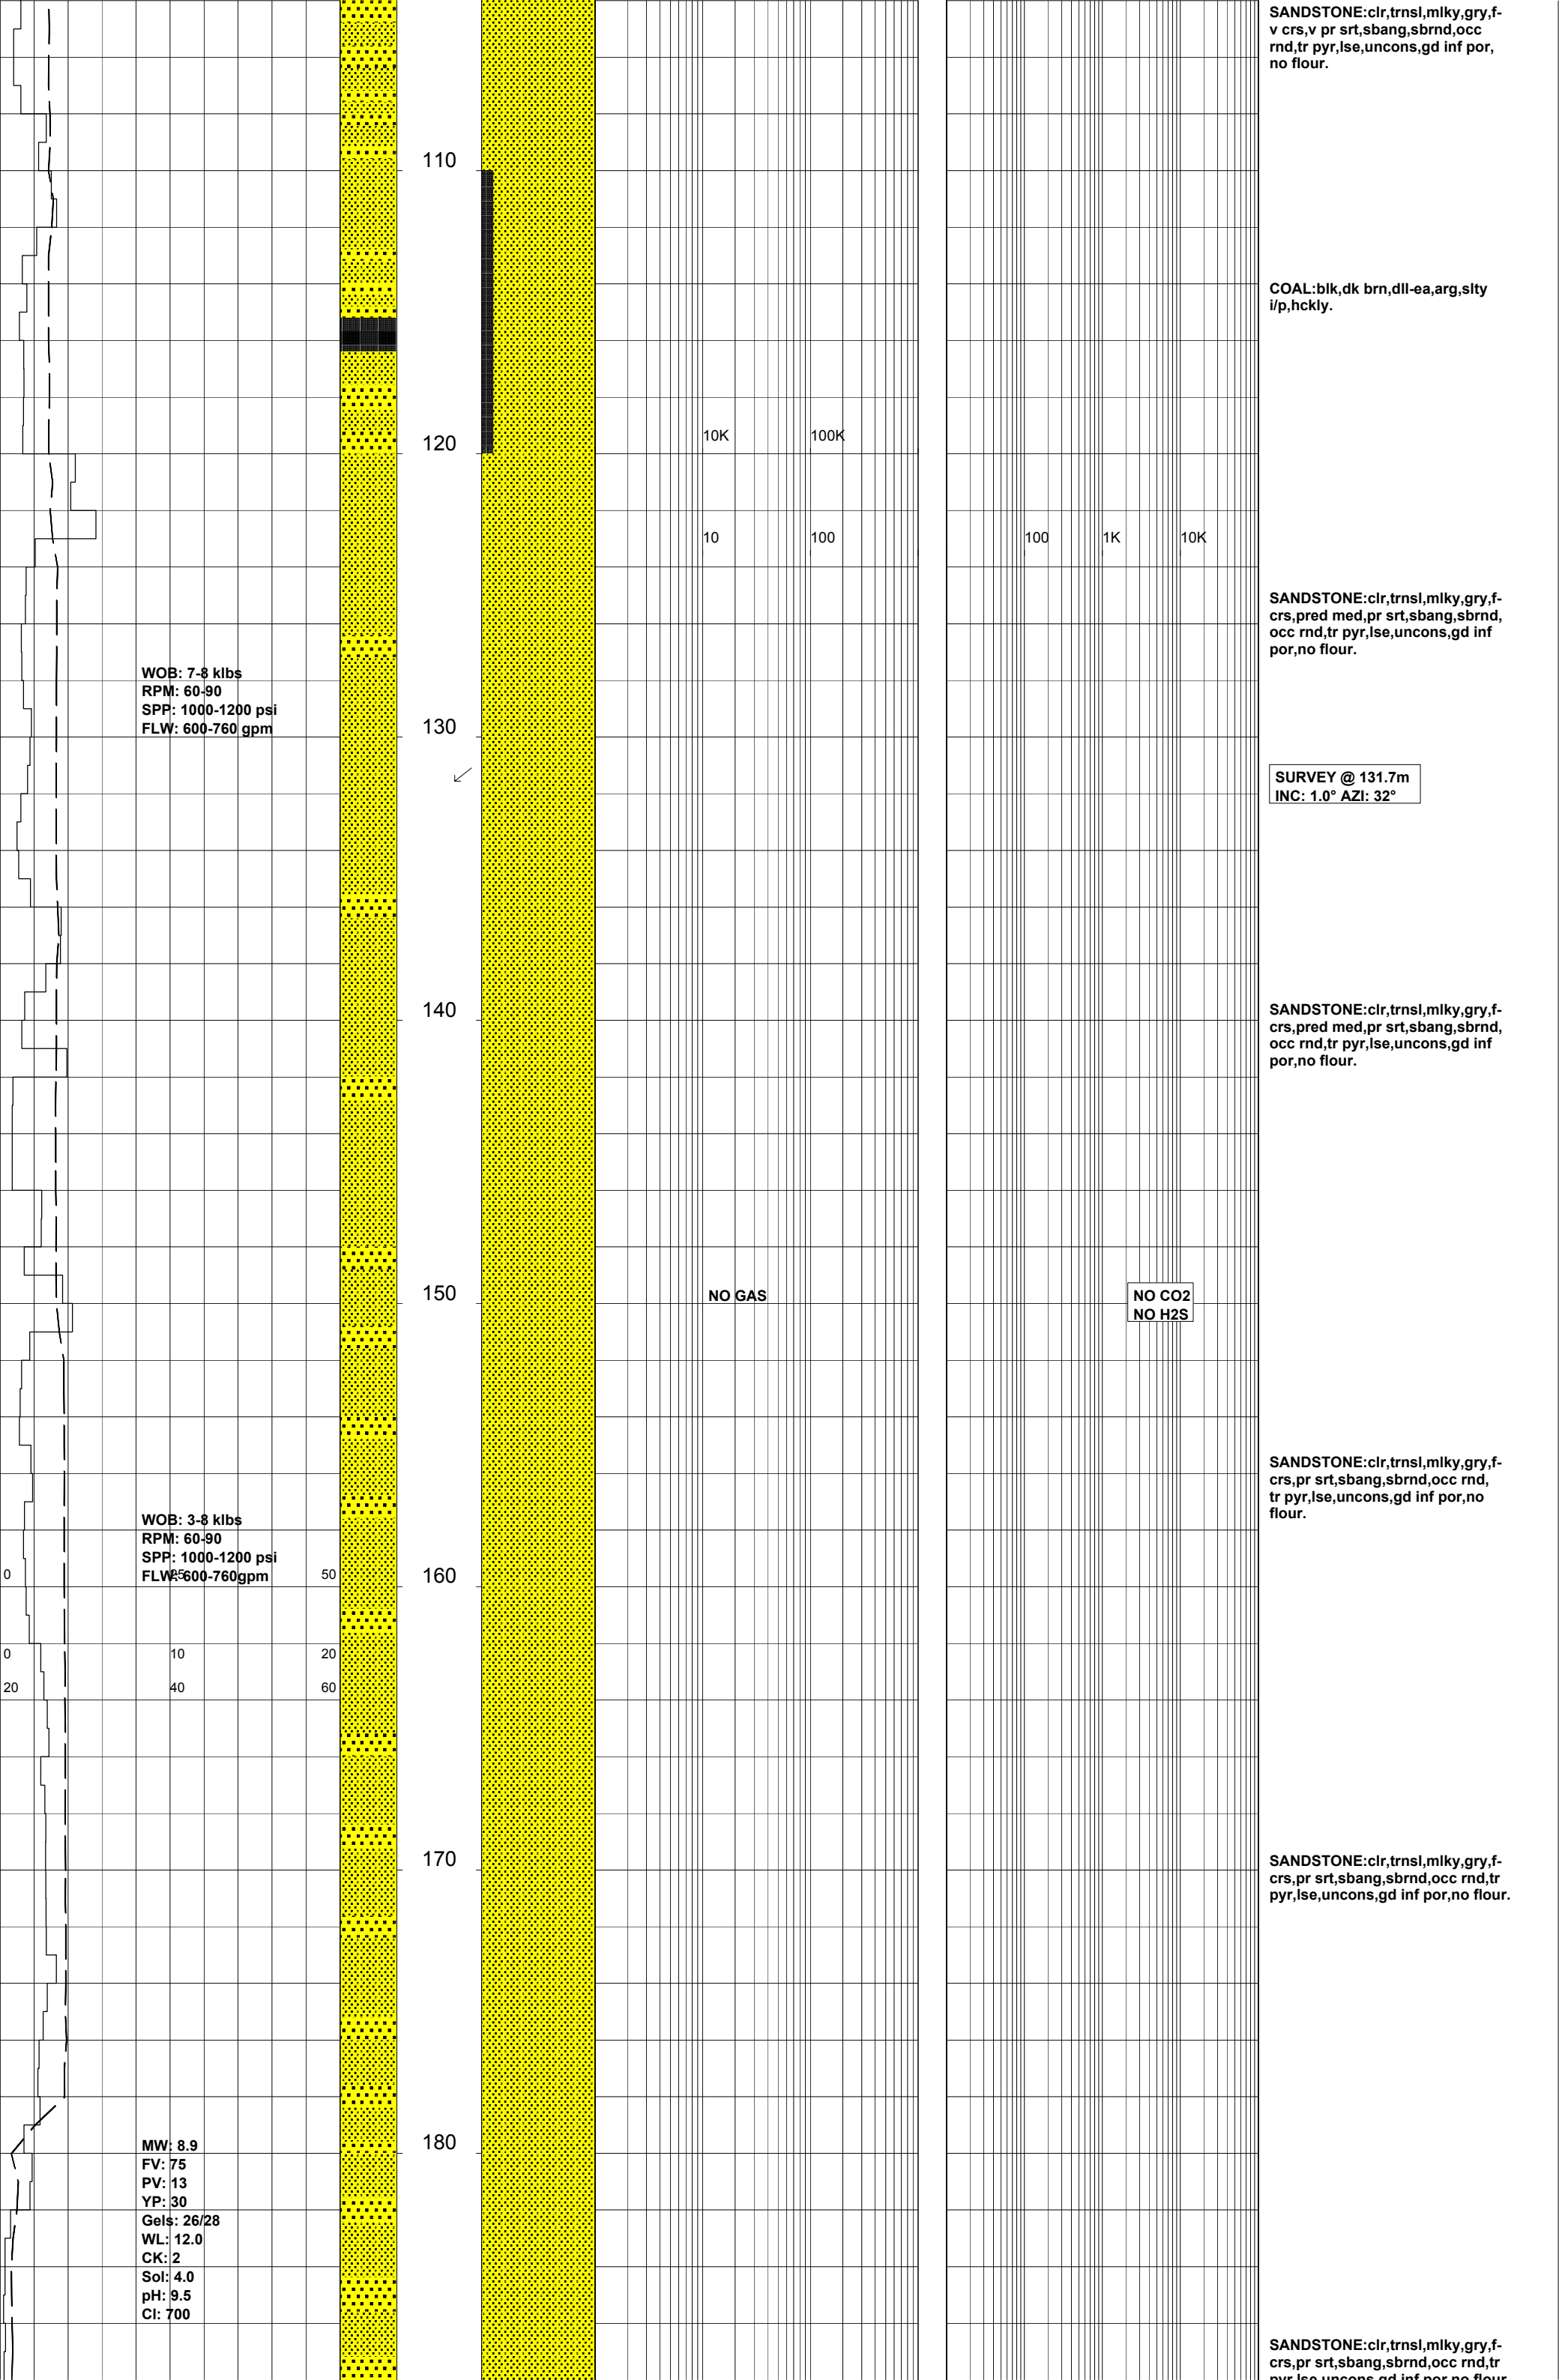 SANDSTONE:clr,trnsl,mlky,gry,f-
v crs,v pr srt,sbang,sbrnd,occ
rnd,tr pyr,lse,uncons,gd inf por,
no flour.
110
COAL:blk,dk brn,dll-ea,arg,slty
i/p,hckly.
120
10K 100K
10 100
100 1K 10K
SANDSTONE:clr,trnsl,mlky,gry,f-
crs,pred med,pr srt,sbang,sbrnd,
occ rnd,tr pyr,lse,uncons,gd inf
por,no flour.
WOB: 7-8 klbs
RPM: 60-90
SPP: 1000-1200 psi
FLW: 600-760 gpm
130
SURVEY @ 131.7m
INC: 1.0° AZI: 32°
140
SANDSTONE:clr,trnsl,mlky,gry,f-
crs,pred med,pr srt,sbang,sbrnd,
occ rnd,tr pyr,lse,uncons,gd inf
por,no flour.
150
NO GAS
NO CO2
NO H2S
SANDSTONE:clr,trnsl,mlky,gry,f-
crs,pr srt,sbang,sbrnd,occ rnd,
tr pyr,lse,uncons,gd inf por,no
flour.
WOB: 3-8 klbs
RPM: 60-90
SPP: 1000-1200 psi
FLW: 600-760gpm
0 25 50
160
0 10 20
20 40 60
170
SANDSTONE:clr,trnsl,mlky,gry,f-
crs,pr srt,sbang,sbrnd,occ rnd,tr
pyr,lse,uncons,gd inf por,no flour.
180
MW: 8.9
FV: 75
PV: 13
YP: 30
Gels: 26/28
WL: 12.0
CK: 2
Sol: 4.0
pH: 9.5
Cl: 700
SANDSTONE:clr,trnsl,mlky,gry,f-
crs,pr srt,sbang,sbrnd,occ rnd,tr
pyr,lse,uncons,gd inf por,no flour